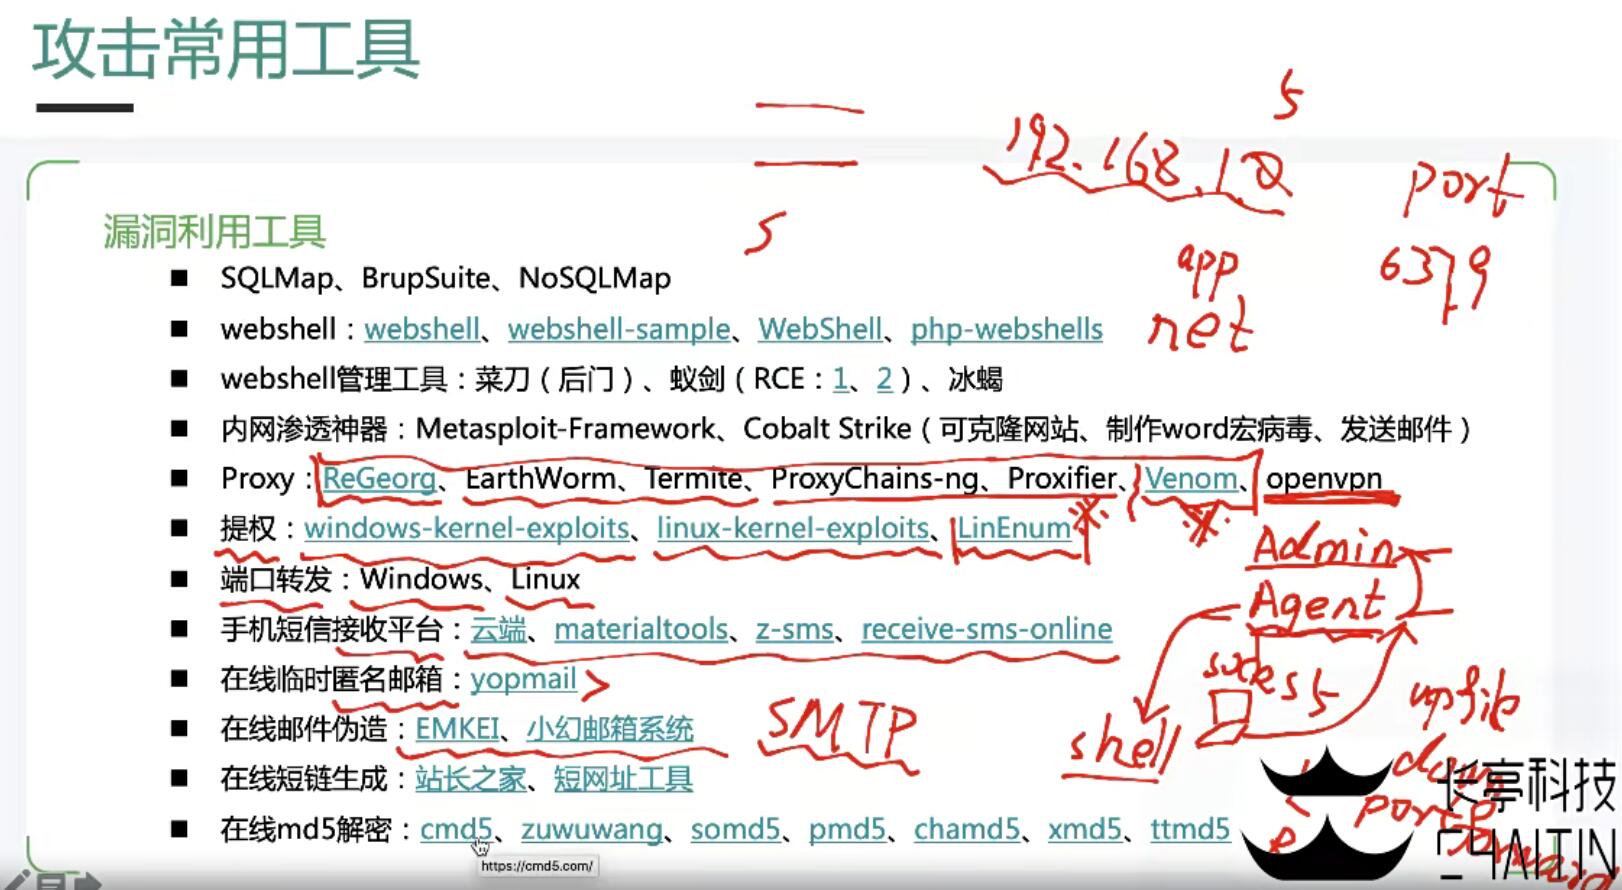 攻击常用工具
5
192.168.10
port
5
漏洞利用工具
app
6379
■ SQLMap、BrupSuite、NoSQLMap
■ webshell：webshell、webshell-sample、WebShell、php-webshells
net
■ webshell管理工具：菜刀（后门）、蚁剑（RCE：1、2）、冰蝎
■ 内网渗透神器：Metasploit-Framework、Cobalt Strike（可克隆网站、制作word宏病毒、发送邮件）
■ Proxy：ReGeorg、EarthWorm、Termite、ProxyChains-ng、Proxifier、Venom、openvpn
■ 提权：windows-kernel-exploits、linux-kernel-exploits、LinEnum
Admin
■ 端口转发：Windows、Linux
Agent
■ 手机短信接收平台：云端、materialtools、z-sms、receive-sms-online
■ 在线临时匿名邮箱：yopmail
socks5
upfile
■ 在线邮件伪造：EMKEI、小幻邮箱系统
SMTP
shell
■ 在线短链生成：站长之家、短网址工具
down
长亭科技
port
■ 在线md5解密：cmd5、zuwuwang、somd5、pmd5、chamd5、xmd5、ttmd5
CHAITIN
https://cmd5.com/